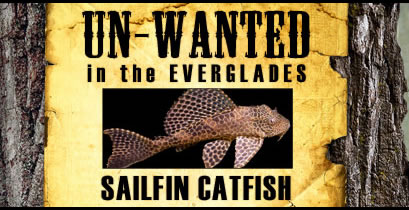 UN-WANTED
in the EVERGLADES
SAILFIN CATFISH